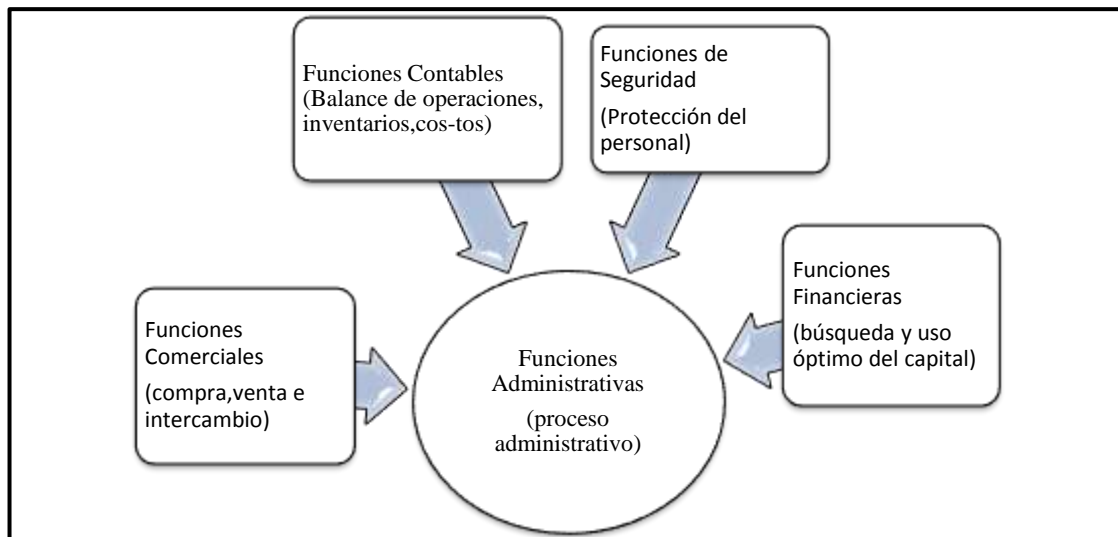 Funciones Contables
(Balance de operaciones,
inventarios,cos-tos)
Funciones de
Seguridad
(Protección del
personal)
Funciones
Financieras
(búsqueda y uso
óptimo del capital)
Funciones
Comerciales
(compra,venta e
intercambio)
Funciones
Administrativas
(proceso
administrativo)